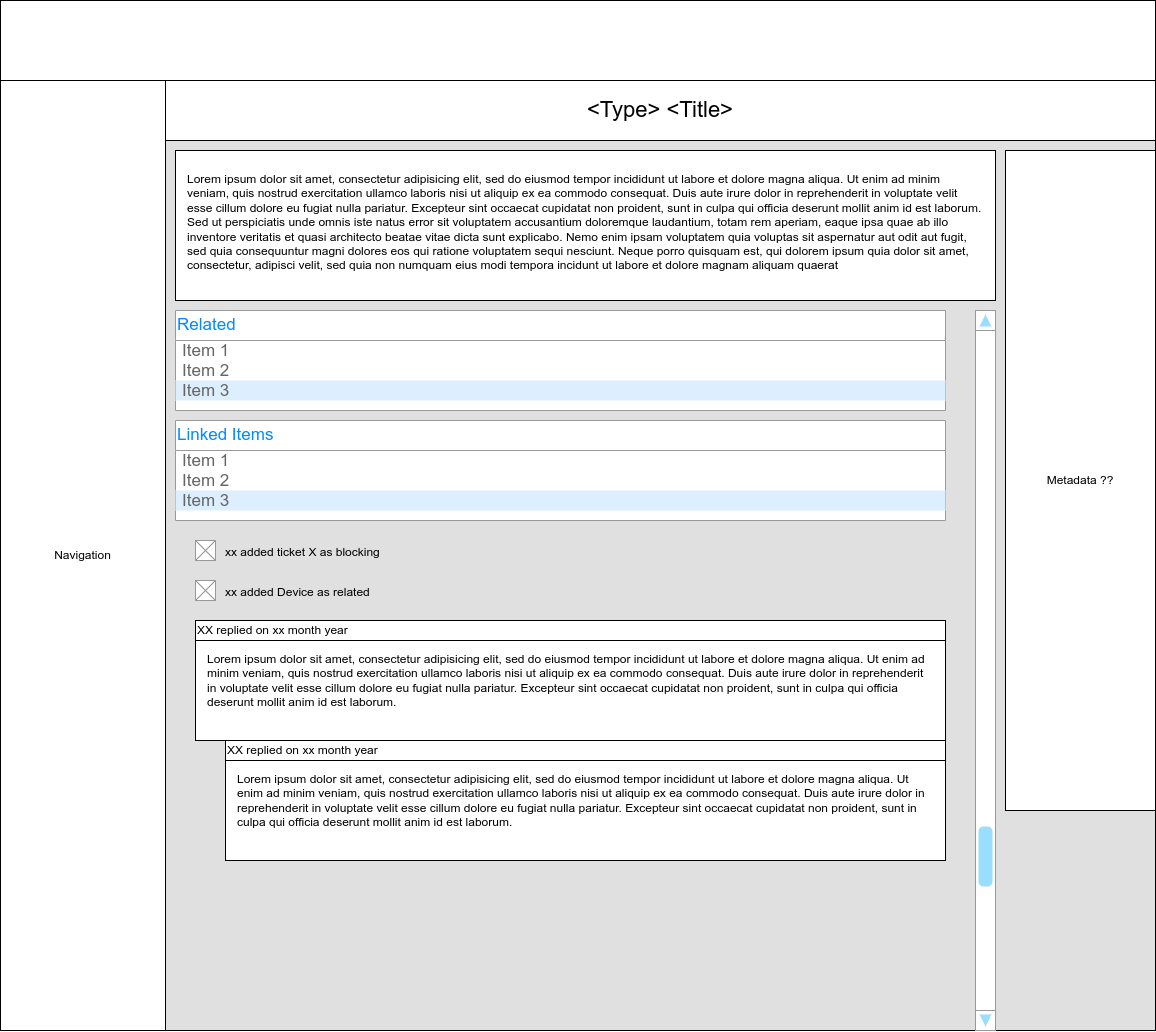 <Type> <Title>
Lorem ipsum dolor sit amet, consectetur adipisicing elit, sed do eiusmod tempor incididunt ut labore et dolore magna aliqua. Ut enim ad minim
veniam, quis nostrud exercitation ullamco laboris nisi ut aliquip ex ea commodo consequat. Duis aute irure dolor in reprehenderit in voluptate velit
esse cillum dolore eu fugiat nulla pariatur. Excepteur sint occaecat cupidatat non proident, sunt in culpa qui officia deserunt mollit anim id est laborum.
Sed ut perspiciatis unde omnis iste natus error sit voluptatem accusantium doloremque laudantium, totam rem aperiam, eaque ipsa quae ab illo
inventore veritatis et quasi architecto beatae vitae dicta sunt explicabo. Nemo enim ipsam voluptatem quia voluptas sit aspernatur aut odit aut fugit,
sed quia consequuntur magni dolores eos qui ratione voluptatem sequi nesciunt. Neque porro quisquam est, qui dolorem ipsum quia dolor sit amet,
consectetur, adipisci velit, sed quia non numquam eius modi tempora incidunt ut labore et dolore magnam aliquam quaerat
Related
Item 1
Item 2
Item 3
Linked Items
Item 1
Item 2
Item 3
Metadata ??
Navigation
xx added ticket X as blocking
xx added Device as related
XX replied on xx month year
Lorem ipsum dolor sit amet, consectetur adipisicing elit, sed do eiusmod tempor incididunt ut labore et dolore magna aliqua. Ut enim ad
minim veniam, quis nostrud exercitation ullamco laboris nisi ut aliquip ex ea commodo consequat. Duis aute irure dolor in reprehenderit
in voluptate velit esse cillum dolore eu fugiat nulla pariatur. Excepteur sint occaecat cupidatat non proident, sunt in culpa qui officia
deserunt mollit anim id est laborum.
XX replied on xx month year
Lorem ipsum dolor sit amet, consectetur adipisicing elit, sed do eiusmod tempor incididunt ut labore et dolore magna aliqua. Ut
enim ad minim veniam, quis nostrud exercitation ullamco laboris nisi ut aliquip ex ea commodo consequat. Duis aute irure dolor in
reprehenderit in voluptate velit esse cillum dolore eu fugiat nulla pariatur. Excepteur sint occaecat cupidatat non proident, sunt in
culpa qui officia deserunt mollit anim id est laborum.